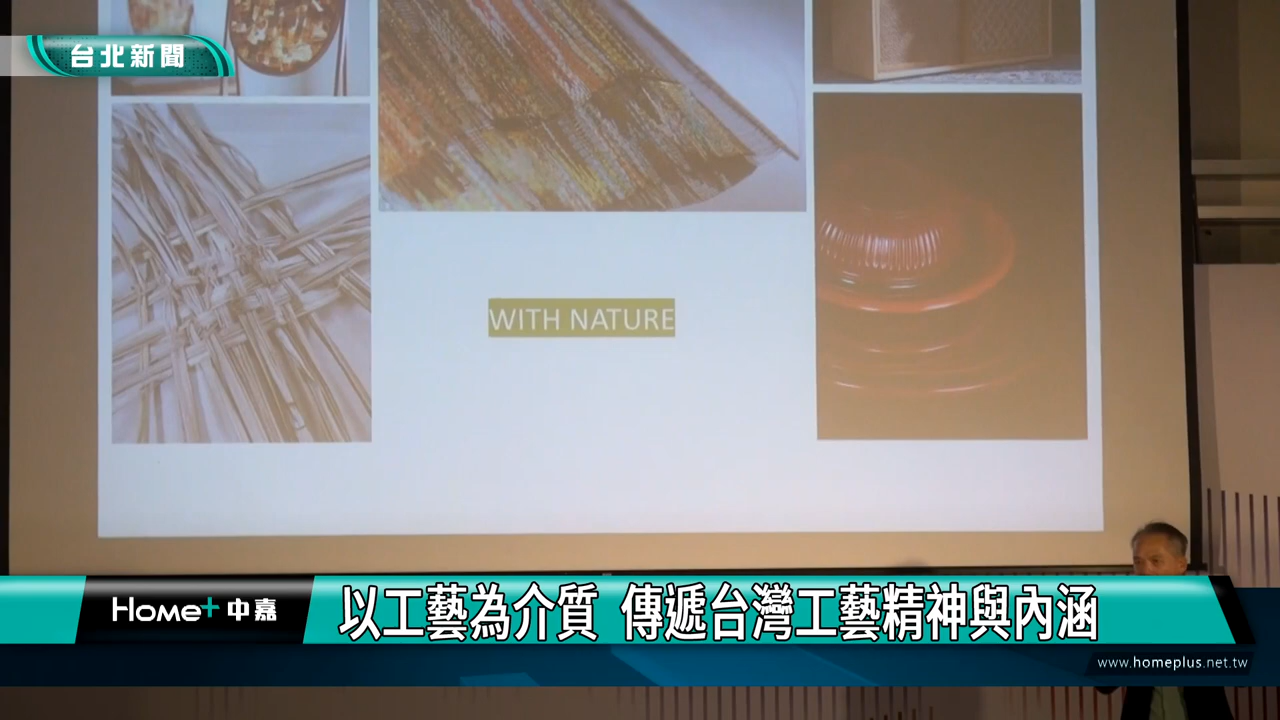 台北新聞
WITH NATURE
Home+ 中嘉
以工藝為介質 傳遞台灣工藝精神與內涵
www.homeplus.net.tw